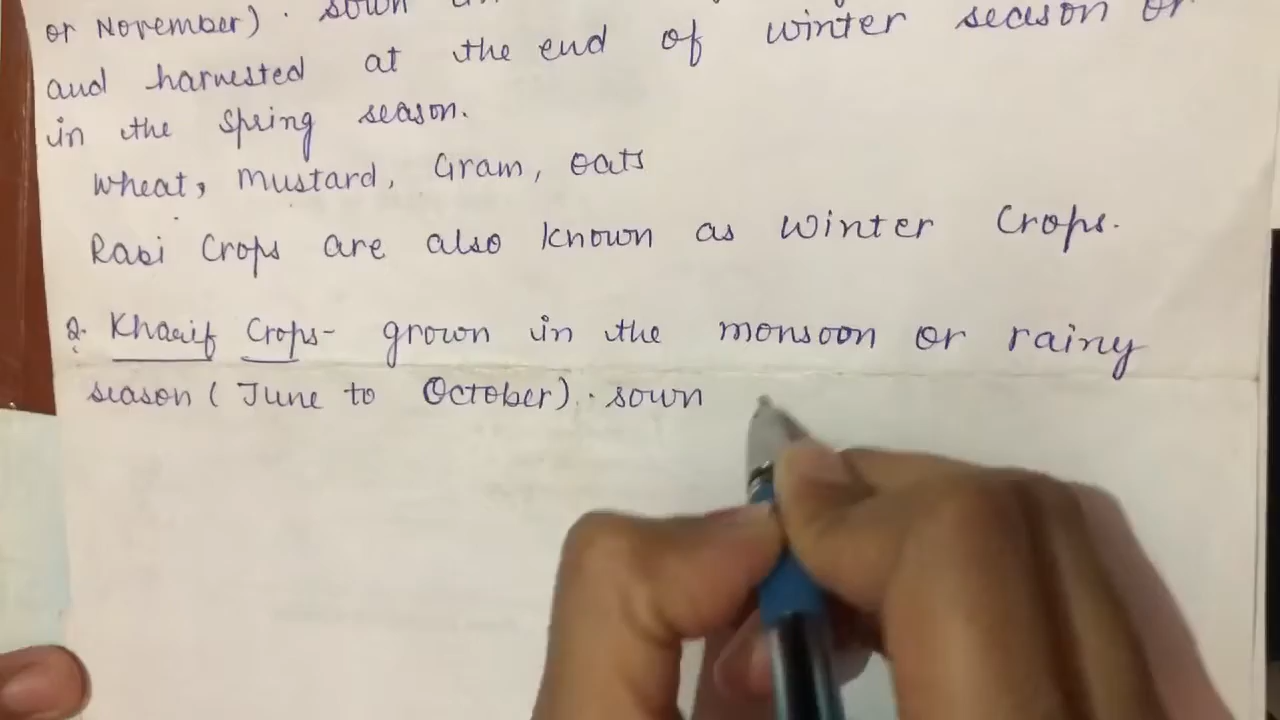 or November). sown
and harvested at the end of winter season or
in the spring season.
Wheat, Mustard, Gram, Oats
Rabi Crops are also known as Winter Crops.
2. Kharif Crops- grown in the monsoon or rainy
season (June to October). sown